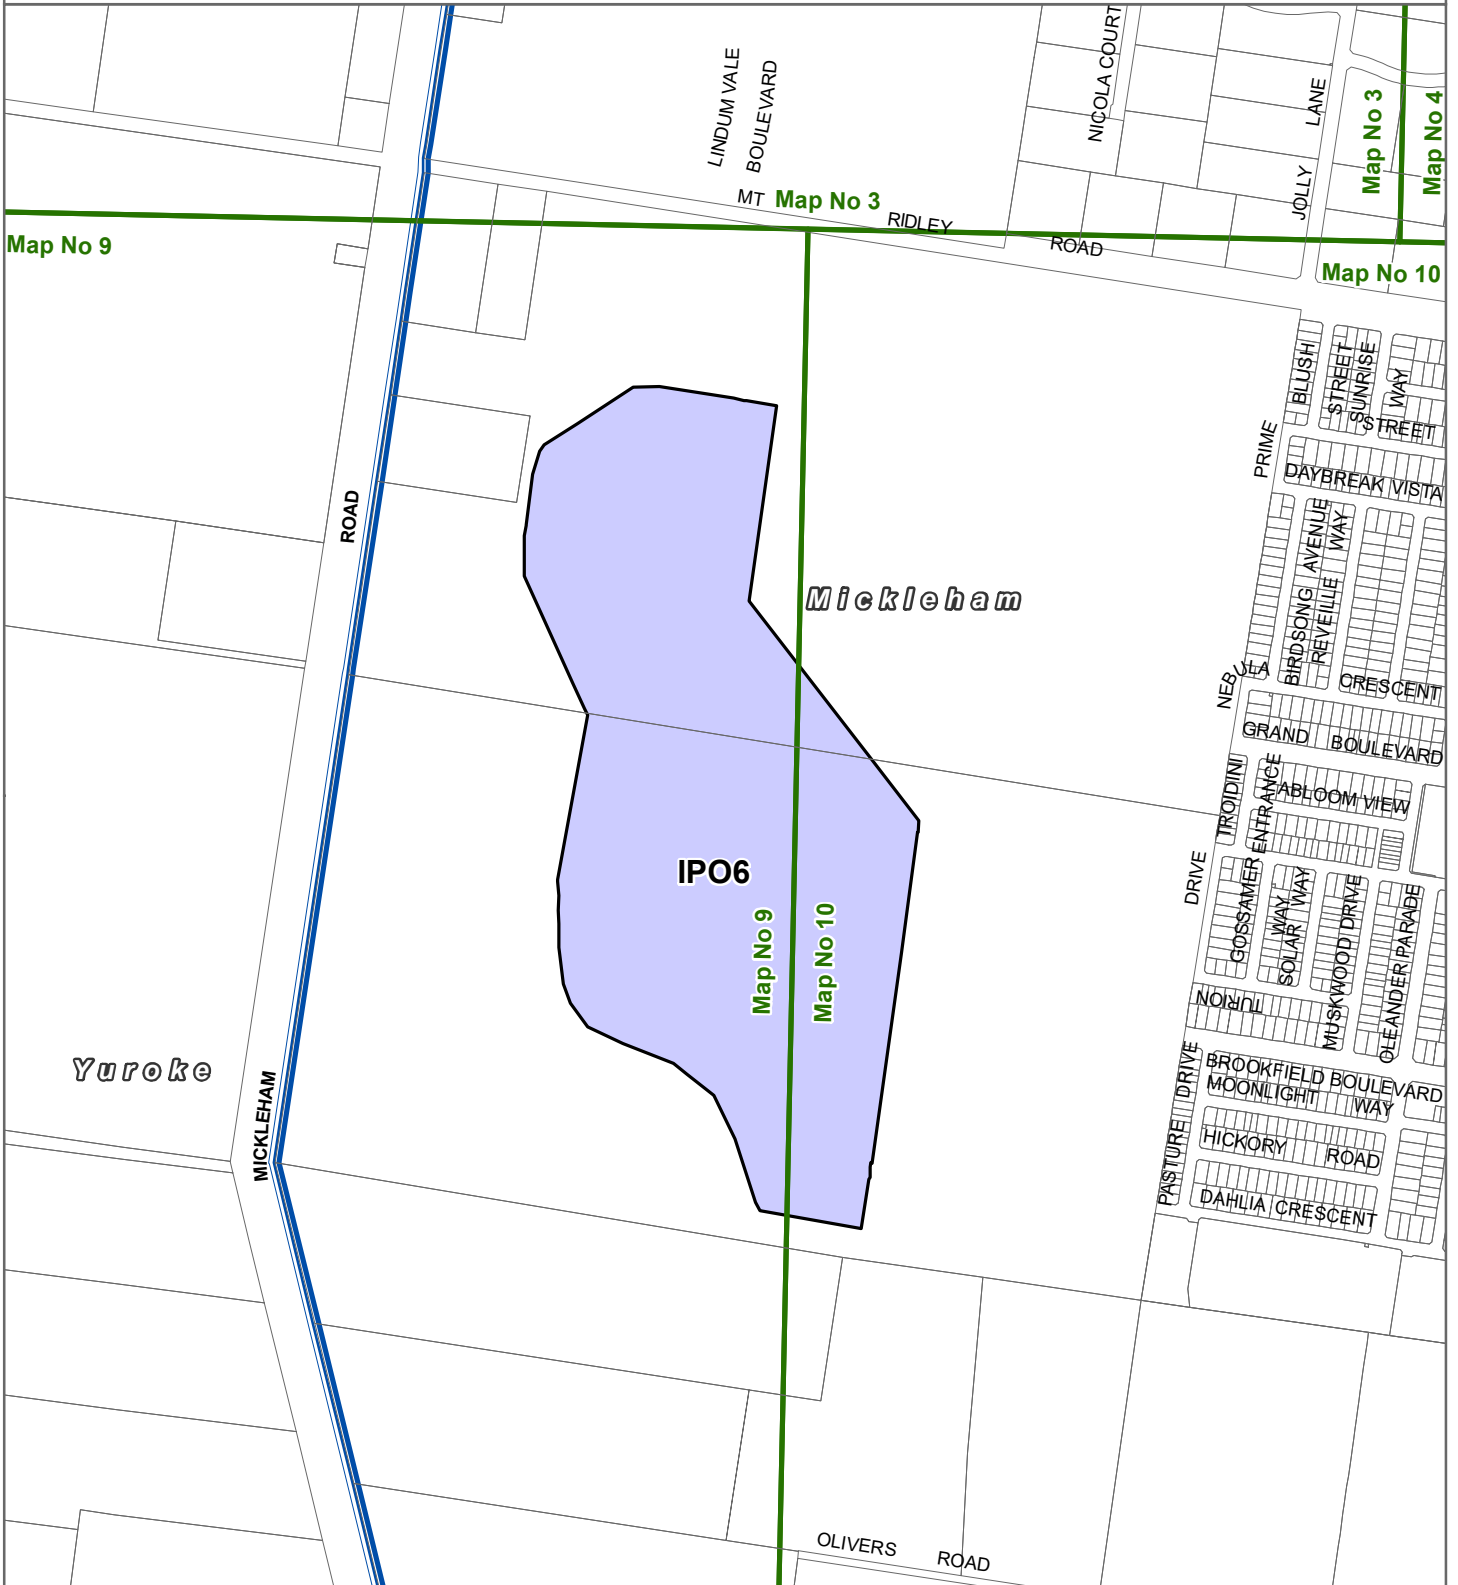 NICOLA COURT
LINDUM VALE
BOULEVARD
JOLLY LANE
Map No 3
Map No 4
MT RIDLEY ROAD
Map No 3
Map No 9
Map No 10
BLUSH
STREET
SUNRISE
WAY
STREET
PRIME
DAYBREAK VISTA
ROAD
BIRDSONG AVENUE
REVEILLE WAY
Mickleham
NEBULA
CRESCENT
GRAND BOULEVARD
TROIDINI
ENTRANCE
ABLOOM VIEW
DRIVE
IPO6
GOSSAMER
WAY
SOLAR WAY
MUSKWOOD DRIVE
OLEANDER PARADE
Map No 9
Map No 10
TURION
Yuroke
MICKLEHAM
PASTURE DRIVE
BROOKFIELD BOULEVARD
MOONLIGHT WAY
HICKORY ROAD
DAHLIA CRESCENT
OLIVERS ROAD